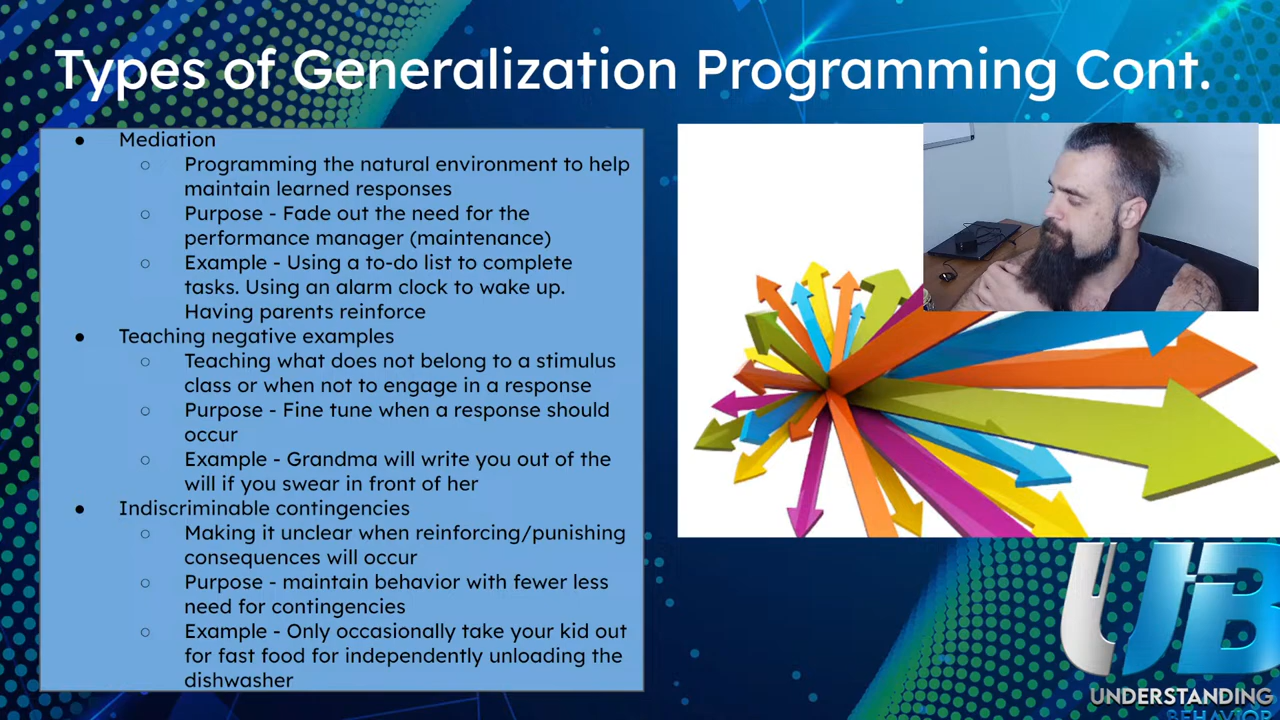 Types of Generalization Programming Cont.
● Mediation
○ Programming the natural environment to help
maintain learned responses
○ Purpose - Fade out the need for the
performance manager (maintenance)
○ Example - Using a to-do list to complete
tasks. Using an alarm clock to wake up.
Having parents reinforce
● Teaching negative examples
○ Teaching what does not belong to a stimulus
class or when not to engage in a response
○ Purpose - Fine tune when a response should
occur
○ Example - Grandma will write you out of the
will if you swear in front of her
● Indiscriminable contingencies
○ Making it unclear when reinforcing/punishing
consequences will occur
○ Purpose - maintain behavior with fewer less
need for contingencies
○ Example - Only occasionally take your kid out
for fast food for independently unloading the
dishwasher
UB
UNDERSTANDING
BEHAVIOR